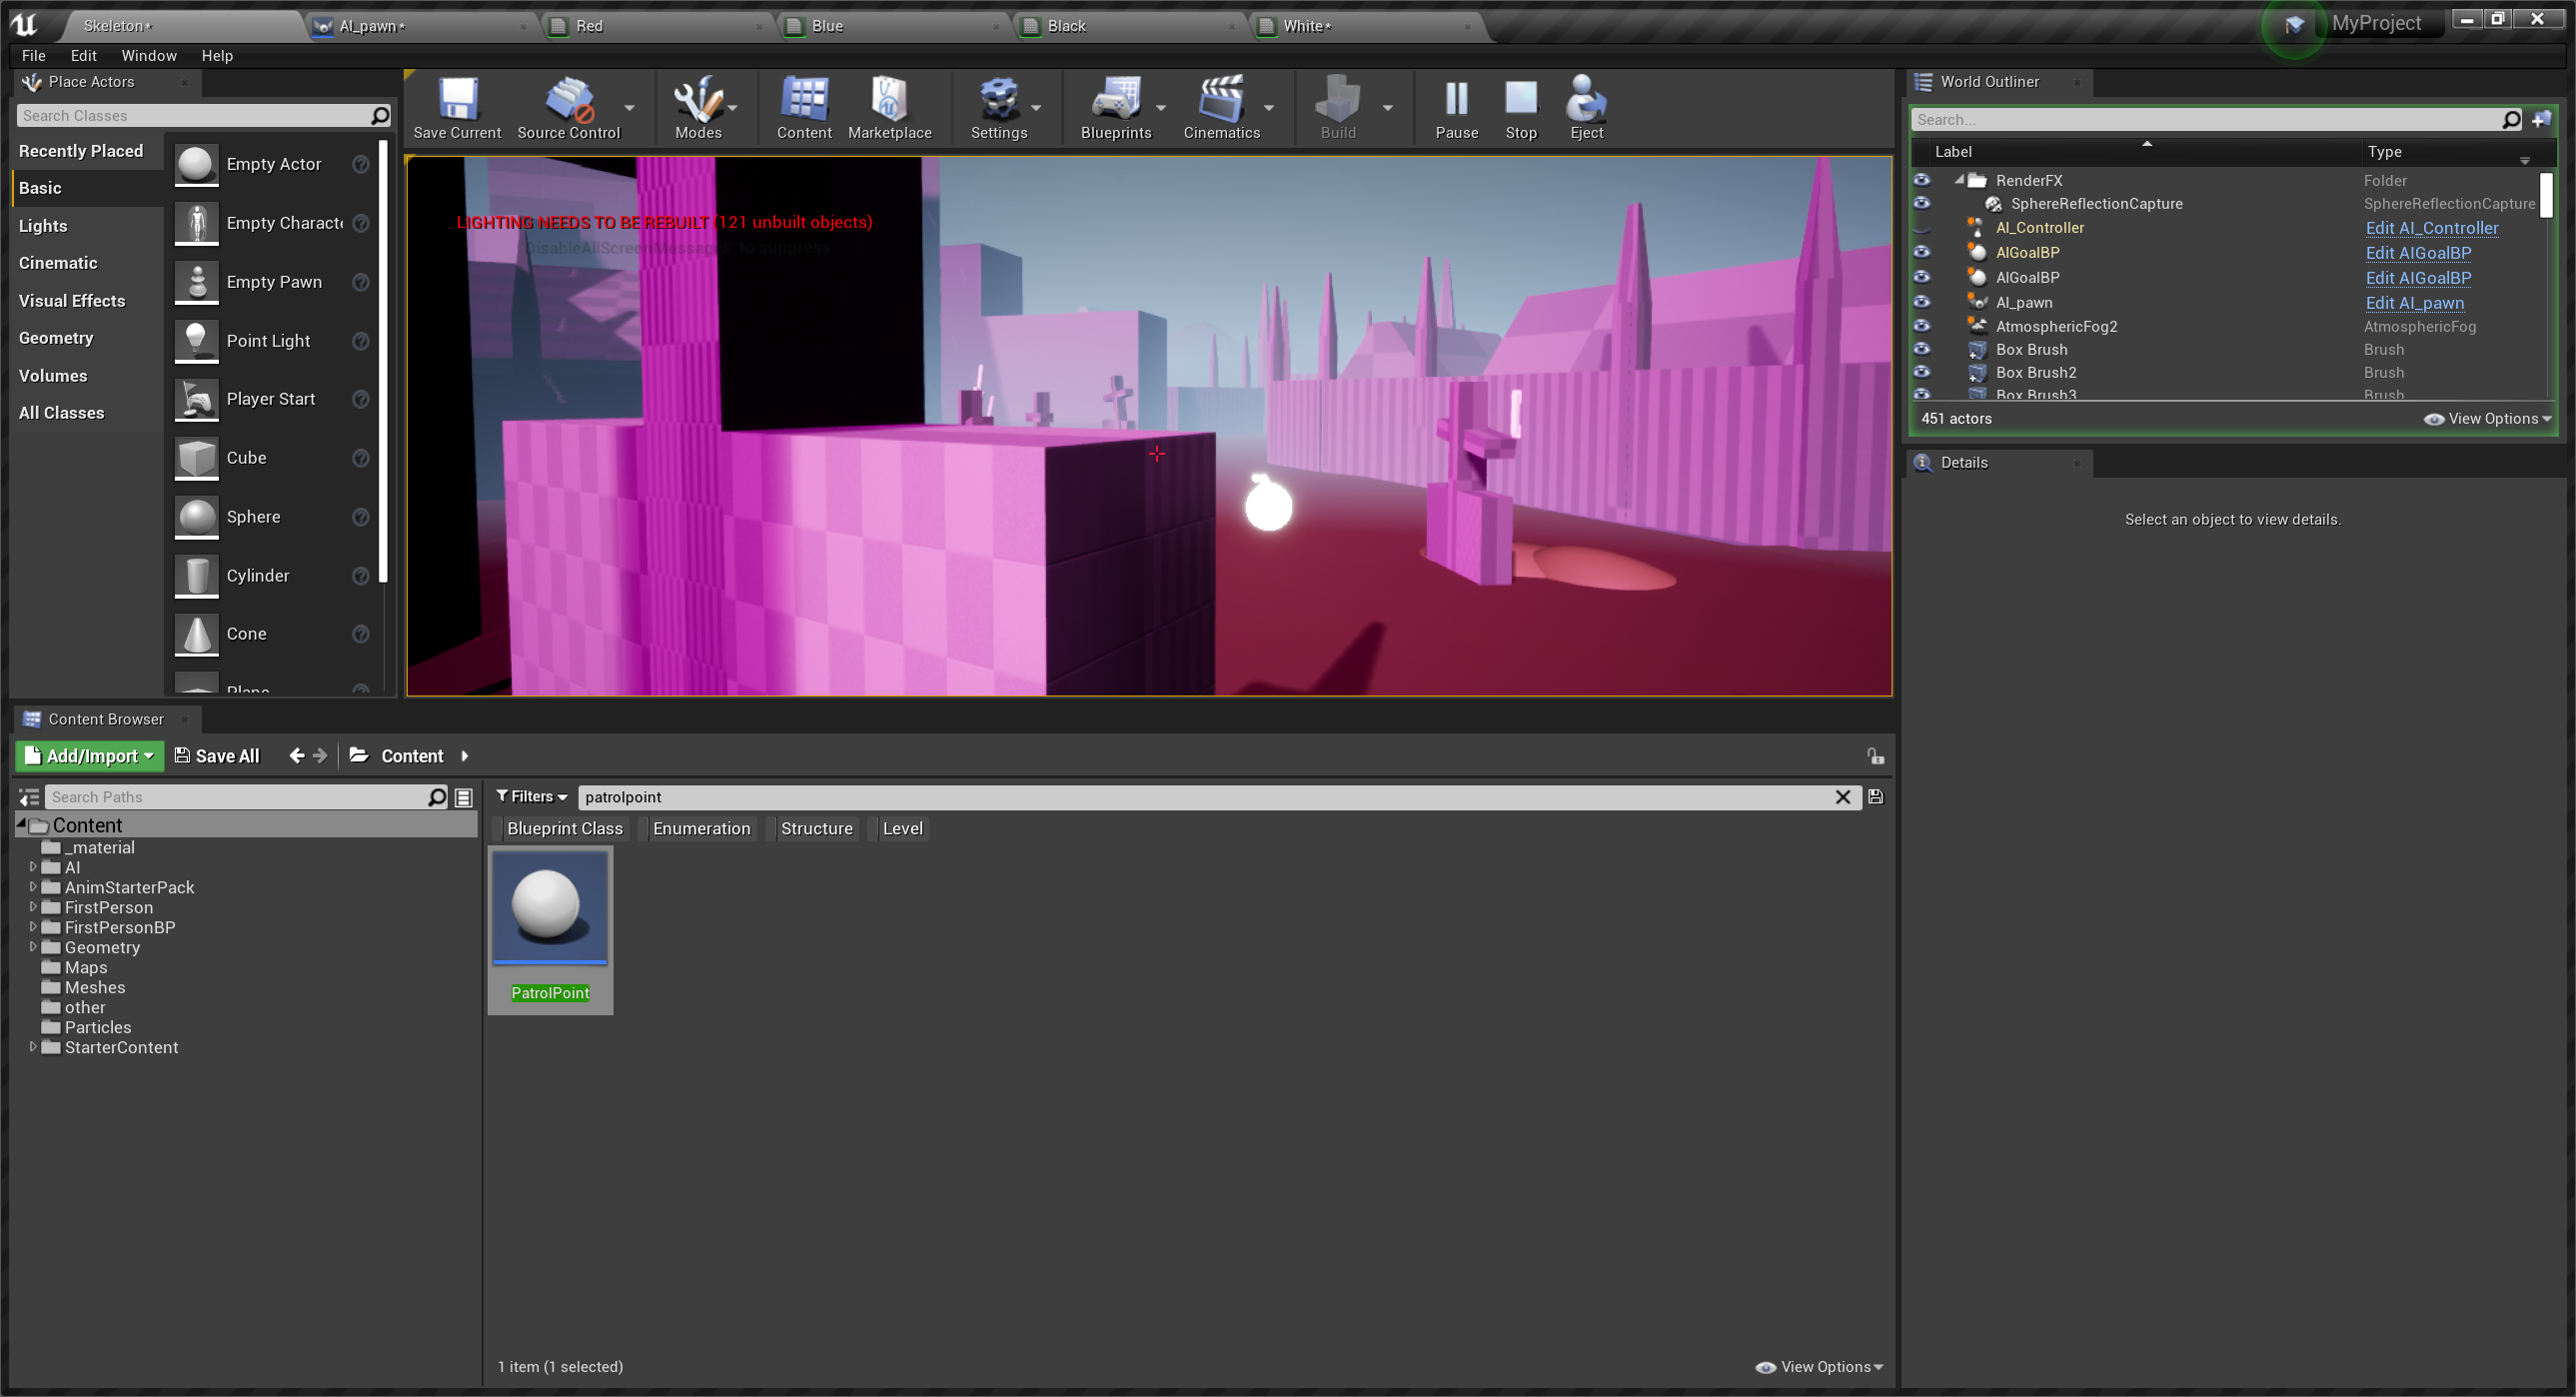 Skeleton*
AI_pawn*
Red
Blue
Black
White*
MyProject
File Edit Window Help
Place Actors
Search Classes
Recently Placed
Basic
Lights
Cinematic
Visual Effects
Geometry
Volumes
All Classes
Empty Actor
Empty Characte
Empty Pawn
Point Light
Player Start
Cube
Sphere
Cylinder
Cone
Plane
Save Current
Source Control
Modes
Content
Marketplace
Settings
Blueprints
Cinematics
Build
Pause
Stop
Eject
LIGHTING NEEDS TO BE REBUILT (121 unbuilt objects)
'DisableAllScreenMessages' to suppress
World Outliner
Search...
Label Type
RenderFX Folder
SphereReflectionCapture SphereReflectionCapture
AI_Controller Edit AI_Controller
AIGoalBP Edit AIGoalBP
AIGoalBP Edit AIGoalBP
AI_pawn Edit AI_pawn
AtmosphericFog2 AtmosphericFog
Box Brush Brush
Box Brush2 Brush
Box Brush3 Brush
451 actors View Options
Details
Select an object to view details.
Content Browser
Add/Import Save All Content
Search Paths
Content
_material
AI
AnimStarterPack
FirstPerson
FirstPersonBP
Geometry
Maps
Meshes
other
Particles
StarterContent
Filters patrolpoint
Blueprint Class Enumeration Structure Level
PatrolPoint
1 item (1 selected) View Options